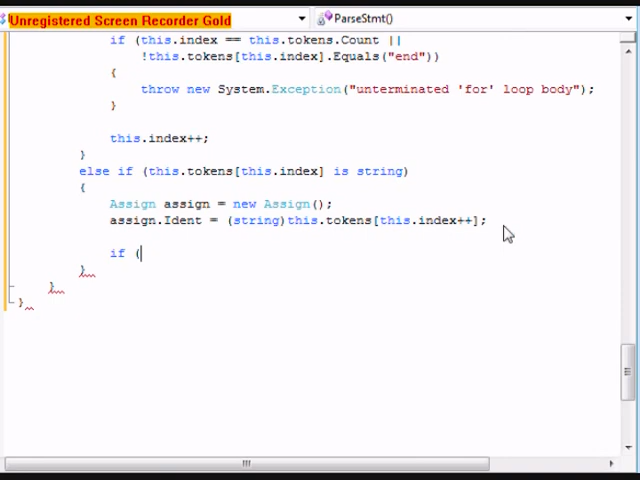 Unregistered Screen Recorder Gold
ParseStmt()
if (this.index == this.tokens.Count ||
!this.tokens[this.index].Equals("end"))
{
throw new System.Exception("unterminated 'for' loop body");
}
this.index++;
}
else if (this.tokens[this.index] is string)
{
Assign assign = new Assign();
assign.Ident = (string)this.tokens[this.index++];
if (
}
}
}